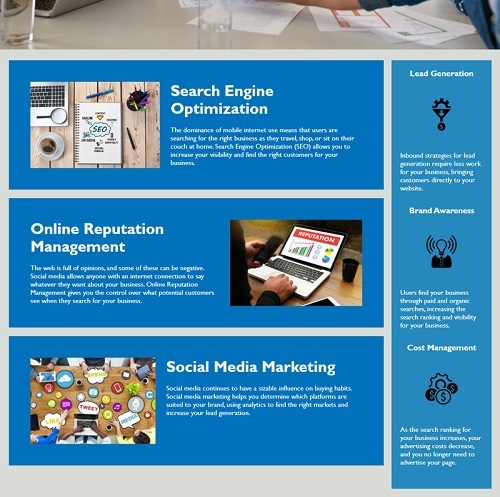 Search Engine
Optimization
The dominance of mobile internet use means that users are
searching for the right business as they travel, shop, or sit on their
couch at home. Search Engine Optimization (SEO) allows you to
increase your visibility and find the right customers for your
business.
SEO
Online Reputation
Management
The web is full of opinions, and some of these can be negative.
Social media allows anyone with an internet connection to say
whatever they want about your business. Online Reputation
Management gives you the control over what potential customers
see when they search for your business.
REPUTATION
Social Media Marketing
Social media continues to have a sizable influence on buying habits.
Social media marketing helps you determine which platforms are
suited to your brand, using analytics to find the right markets and
increase your lead generation.
SHARE
LIKE
TWEET
MEDIA
Lead Generation
Inbound strategies for lead
generation require less work
for your business, bringing
customers directly to your
website.
Brand Awareness
Users find your business
through paid and organic
searches, increasing the
search ranking and visibility
for your business.
Cost Management
As the search ranking for
your business increases, your
advertising costs decrease,
and you no longer need to
advertise your page.